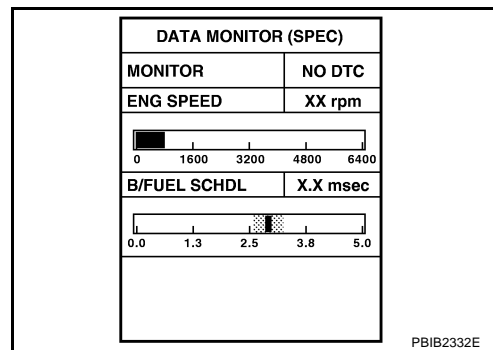 DATA MONITOR (SPEC)
MONITOR NO DTC
ENG SPEED XX rpm
0 1600 3200 4800 6400
B/FUEL SCHDL X.X msec
0.0 1.3 2.5 3.8 5.0
PBIB2332E